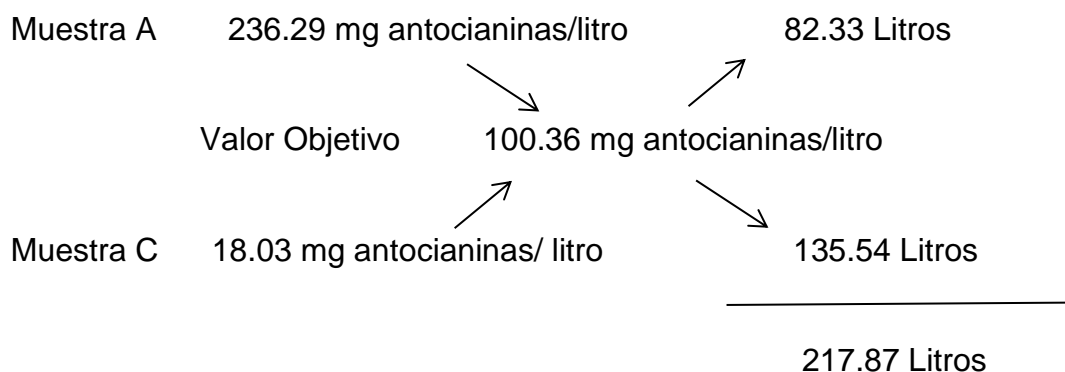 Muestra A 236.29 mg antocianinas/litro 82.33 Litros
Valor Objetivo 100.36 mg antocianinas/litro
Muestra C 18.03 mg antocianinas/ litro 135.54 Litros
217.87 Litros